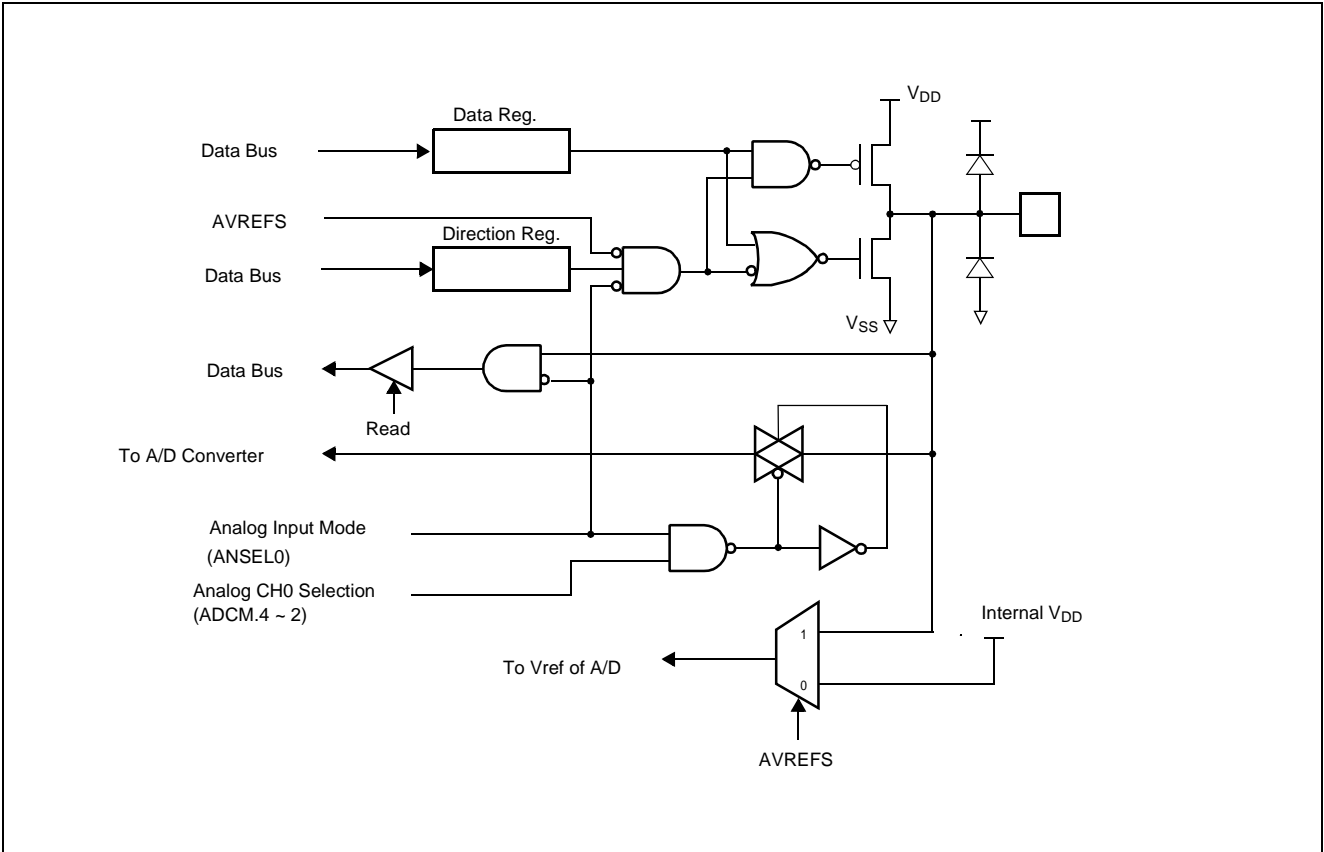 VDD
Data Reg.
Data Bus
AVREFS
Direction Reg.
Data Bus
VSS
Data Bus
Read
To A/D Converter
Analog Input Mode
(ANSEL0)
Analog CH0 Selection
(ADCM.4 ~ 2)
Internal VDD
1
To Vref of A/D
0
AVREFS